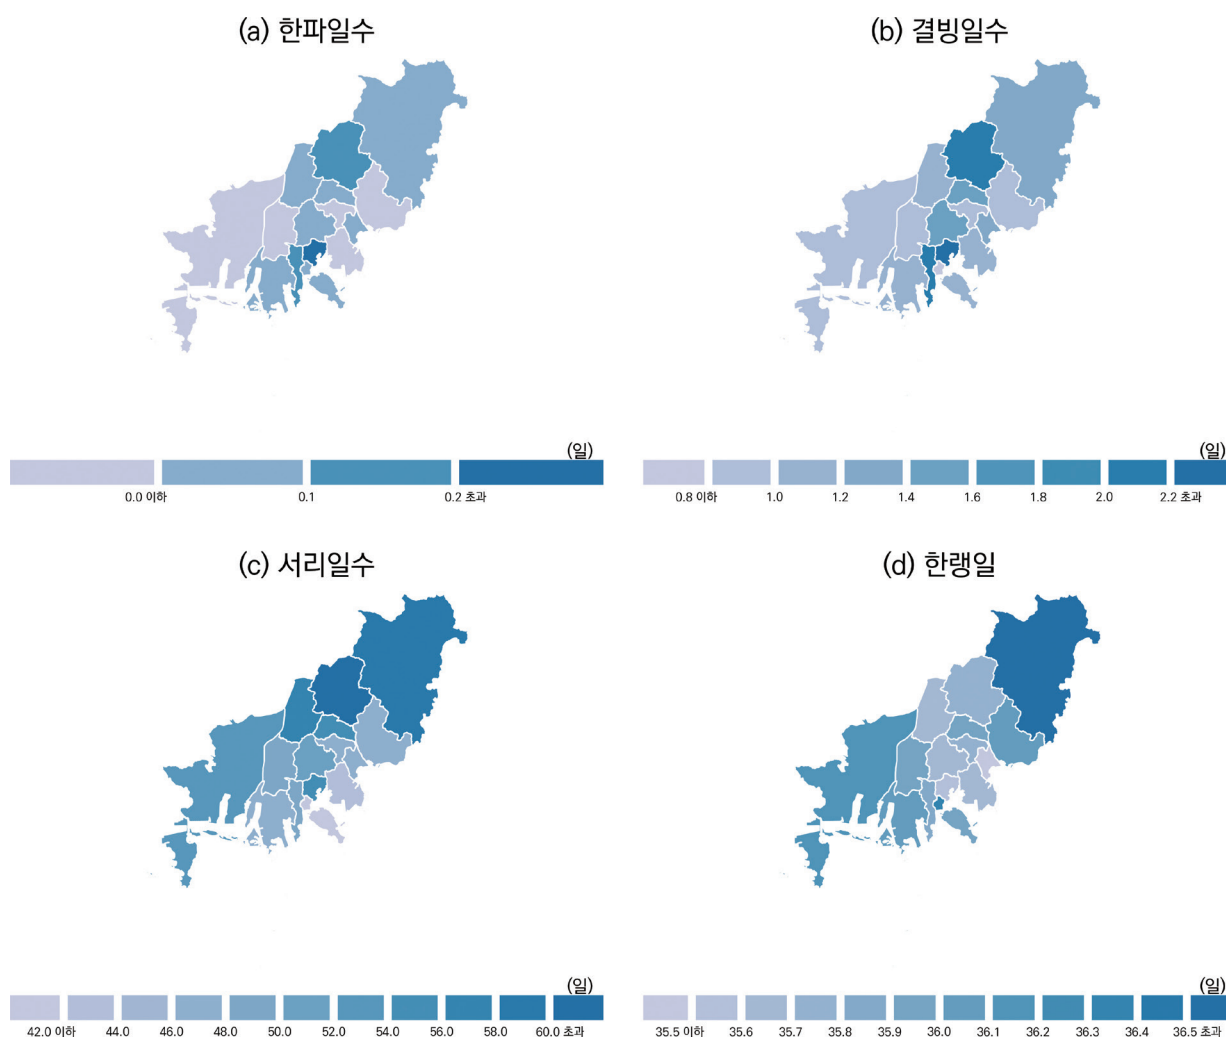 (a) 한파일수
(b) 결빙일수
(일)
0.0 이하 0.1 0.2 초과
(일)
0.8 이하 1.0 1.2 1.4 1.6 1.8 2.0 2.2 초과
(c) 서리일수
(d) 한랭일
(일)
42.0 이하 44.0 46.0 48.0 50.0 52.0 54.0 56.0 58.0 60.0 초과
(일)
35.5 이하 35.6 35.7 35.8 35.9 36.0 36.1 36.2 36.3 36.4 36.5 초과